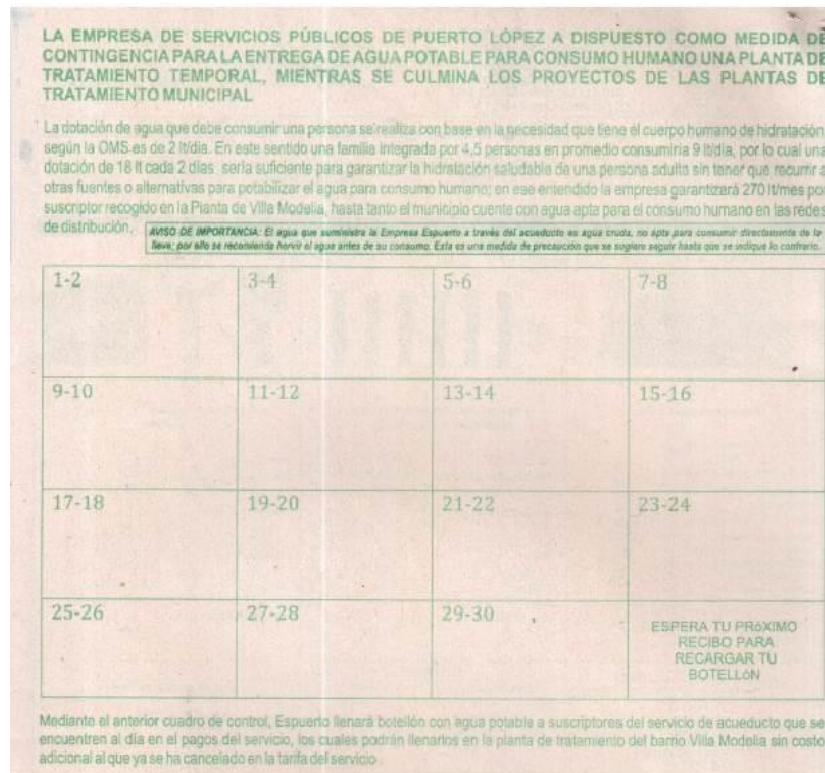 LA EMPRESA DE SERVICIOS PÚBLICOS DE PUERTO LÓPEZ A DISPUESTO COMO MEDIDA DE
CONTINGENCIA PARA LA ENTREGA DE AGUA POTABLE PARA CONSUMO HUMANO UNA PLANTA DE
TRATAMIENTO TEMPORAL, MIENTRAS SE CULMINA LOS PROYECTOS DE LAS PLANTAS DE
TRATAMIENTO MUNICIPAL
La dotación de agua que debe consumir una persona se realiza con base en la necesidad que tiene el cuerpo humano de hidratación
según la OMS es de 2 lt/dia. En este sentido una familia integrada por 4,5 personas en promedio consumiria 9 lt/dia, por lo cual una
dotación de 18 lt cada 2 dias seria suficiente para garantizar la hidratación saludable de una persona adulta sin tener que recurrir a
otras fuentes o alternativas para potabilizar el agua para consumo humano; en ese entendido la empresa garantizará 270 lt/mes por
suscriptor recogido en la Planta de Villa Modelia, hasta tanto el municipio cuente con agua apta para el consumo humano en las redes
de distribución.
AVISO DE IMPORTANCIA: El agua que suministra la Empresa Espuerto a través del acueducto es agua cruda, no apta para consumir directamente de la
llave; por ello se recomienda hervir el agua antes de su consumo. Esta es una medida de precaución que se sugiere seguir hasta que se indique lo contrario.
1-2 3-4 5-6 7-8
9-10 11-12 13-14 15-16
17-18 19-20 21-22 23-24
25-26 27-28 29-30
ESPERA TU PRóXIMO
RECIBO PARA
RECARGAR TU
BOTELLóN
Mediante el anterior cuadro de control, Espuerto llenará botellón con agua potable a suscriptores del servicio de acueducto que se
encuentren al día en el pagos del servicio, los cuales podrán llenarlos en la planta de tratamiento del barrio Villa Modelia sin costo
adicional al que ya se ha cancelado en la tarifa del servicio